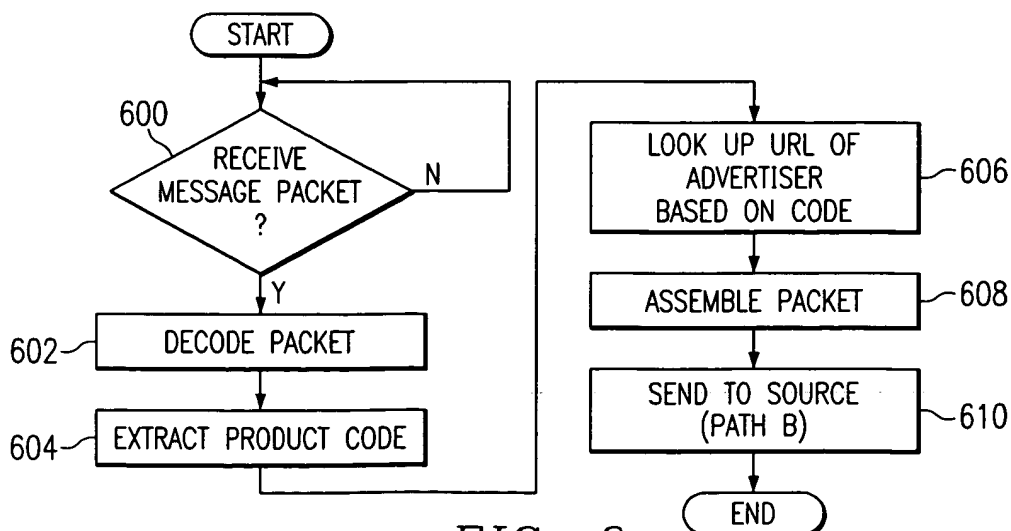 START
600
RECEIVE
MESSAGE PACKET
?
N
Y
602
DECODE PACKET
604
EXTRACT PRODUCT CODE
LOOK UP URL OF
ADVERTISER
BASED ON CODE
606
ASSEMBLE PACKET
608
SEND TO SOURCE
(PATH B)
610
END
FIG.